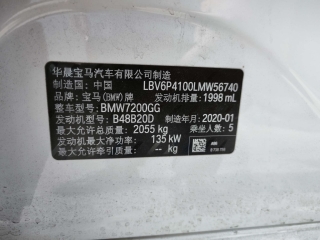 华晨宝马汽车有限公司制造
制造国：中国 LBV6P4100LMW56740
品牌：宝马(BMW)牌 发动机排量：1998 mL
整车型号：BMW7200GG
发动机型号：B48B20D 制造年月：2020-01
最大允许总质量：2055 kg 乘坐人数：5
发动机最大净功率：135 kW
最大允许牵引质量：-- kg